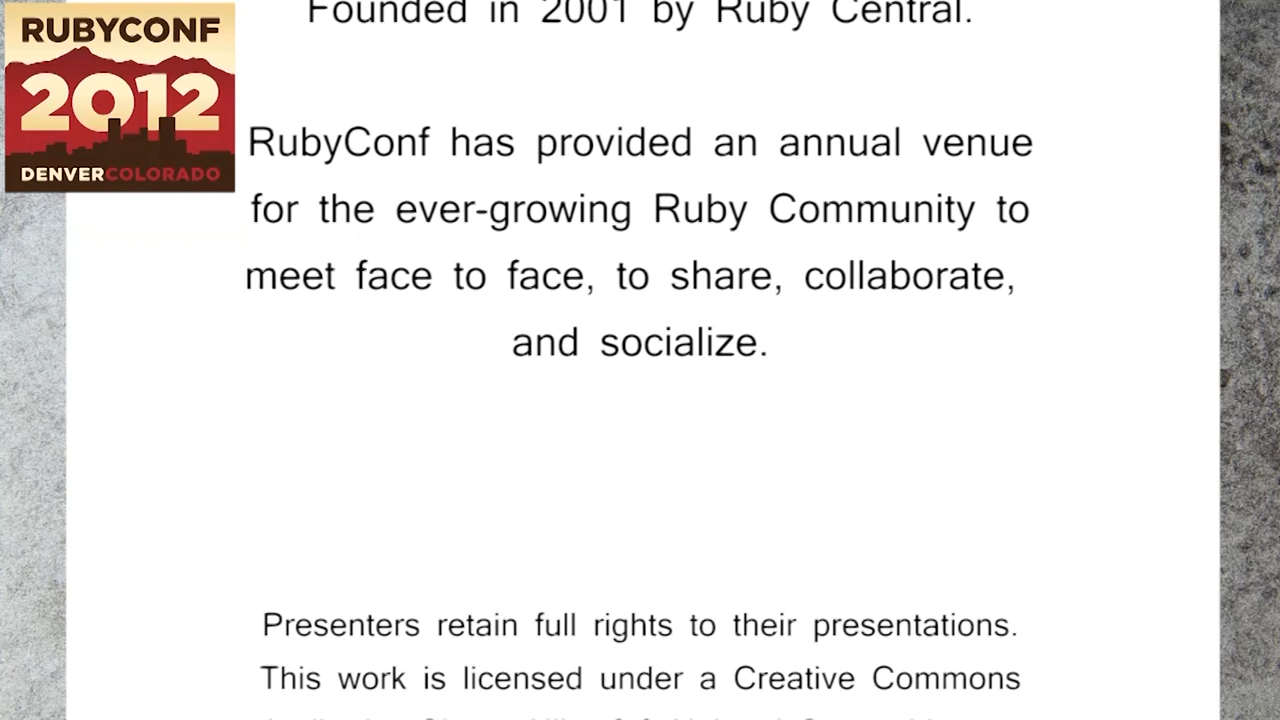 RUBYCONF
2012
DENVERCOLORADO
Founded in 2001 by Ruby Central.
RubyConf has provided an annual venue
for the ever-growing Ruby Community to
meet face to face, to share, collaborate,
and socialize.
Presenters retain full rights to their presentations.
This work is licensed under a Creative Commons